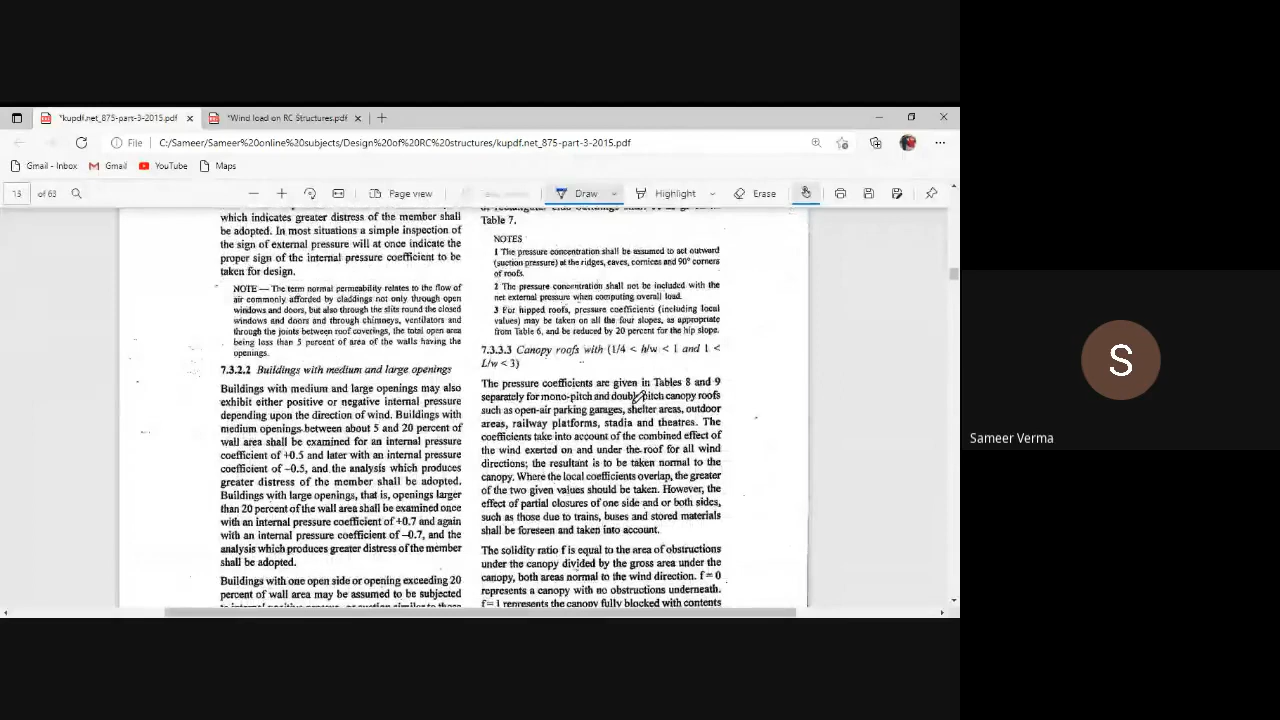 *kupdf.net_875-part-3-2015.pdf
*Wind load on RC Structures.pdf
File
C:/Sameer/Sameer%20online%20subjects/Design%20of%20RC%20structures/kupdf.net_875-part-3-2015.pdf
Gmail - Inbox
Gmail
YouTube
Maps
15 of 63
Page view
Draw
Highlight
Erase
which indicates greater distress of the member shall
be adopted. In most situations a simple inspection of
the sign of external pressure will at once indicate the
proper sign of the internal pressure coefficient to be
taken for design.
NOTE — The term normal permeability relates to the flow of
air commonly afforded by claddings not only through open
windows and doors, but also through the slits round the closed
windows and doors and through chimneys, ventilators and
through the joints between roof coverings, the total open area
being less than 5 percent of area of the walls having the
openings.
7.3.2.2 Buildings with medium and large openings
Buildings with medium and large openings may also
exhibit either positive or negative internal pressure
depending upon the direction of wind. Buildings with
medium openings between about 5 and 20 percent of
wall area shall be examined for an internal pressure
coefficient of +0.5 and later with an internal pressure
coefficient of –0.5, and the analysis which produces
greater distress of the member shall be adopted.
Buildings with large openings, that is, openings larger
than 20 percent of the wall area shall be examined once
with an internal pressure coefficient of +0.7 and again
with an internal pressure coefficient of –0.7, and the
analysis which produces greater distress of the member
shall be adopted.
Buildings with one open side or opening exceeding 20
percent of wall area may be assumed to be subjected
Table 7.
NOTES
1 The pressure concentration shall be assumed to act outward
(suction pressure) at the ridges, eaves, cornices and 90° corners
of roofs.
2 The pressure concentration shall not be included with the
net external pressure when computing overall load.
3 For hipped roofs, pressure coefficients (including local
values) may be taken on all the four slopes, as appropriate
from Table 6, and be reduced by 20 percent for the hip slope.
7.3.3.3 Canopy roofs with (1/4 < h/w < 1 and 1 <
L/w < 3)
The pressure coefficients are given in Tables 8 and 9
separately for mono-pitch and double pitch canopy roofs
such as open-air parking garages, shelter areas, outdoor
areas, railway platforms, stadia and theatres. The
coefficients take into account of the combined effect of
the wind exerted on and under the roof for all wind
directions; the resultant is to be taken normal to the
canopy. Where the local coefficients overlap, the greater
of the two given values should be taken. However, the
effect of partial closures of one side and or both sides,
such as those due to trains, buses and stored materials
shall be foreseen and taken into account.
The solidity ratio f is equal to the area of obstructions
under the canopy divided by the gross area under the
canopy, both areas normal to the wind direction. f = 0
represents a canopy with no obstructions underneath.
f = 1 represents the canopy fully blocked with contents
S
Sameer Verma